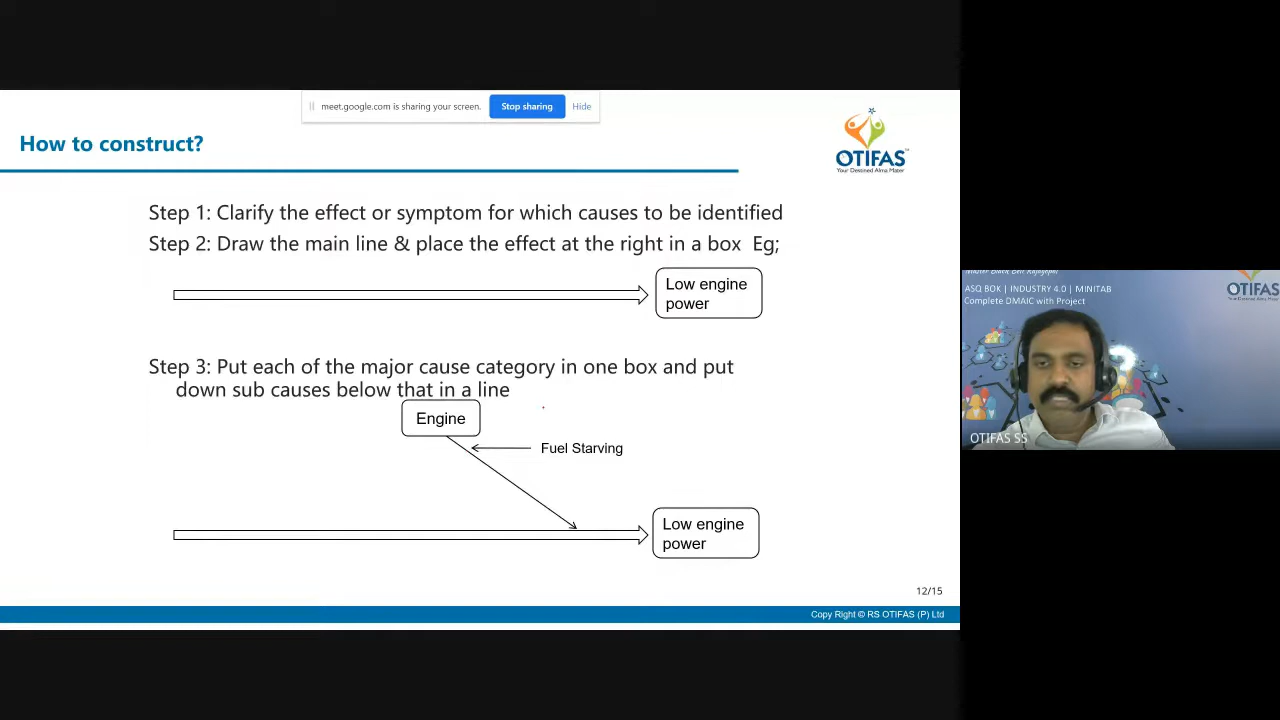 meet.google.com is sharing your screen.
Stop sharing
Hide
How to construct?
OTIFAS
Your Destined Alma Mater
Step 1: Clarify the effect or symptom for which causes to be identified
Step 2: Draw the main line & place the effect at the right in a box Eg;
Low engine
power
Step 3: Put each of the major cause category in one box and put
down sub causes below that in a line
Engine
Fuel Starving
Low engine
power
12/15
Copy Right © RS OTIFAS (P) Ltd
ASQ BOK | INDUSTRY 4.0 | MINITAB
Complete DMAIC with Project
OTIFAS
OTIFAS SS